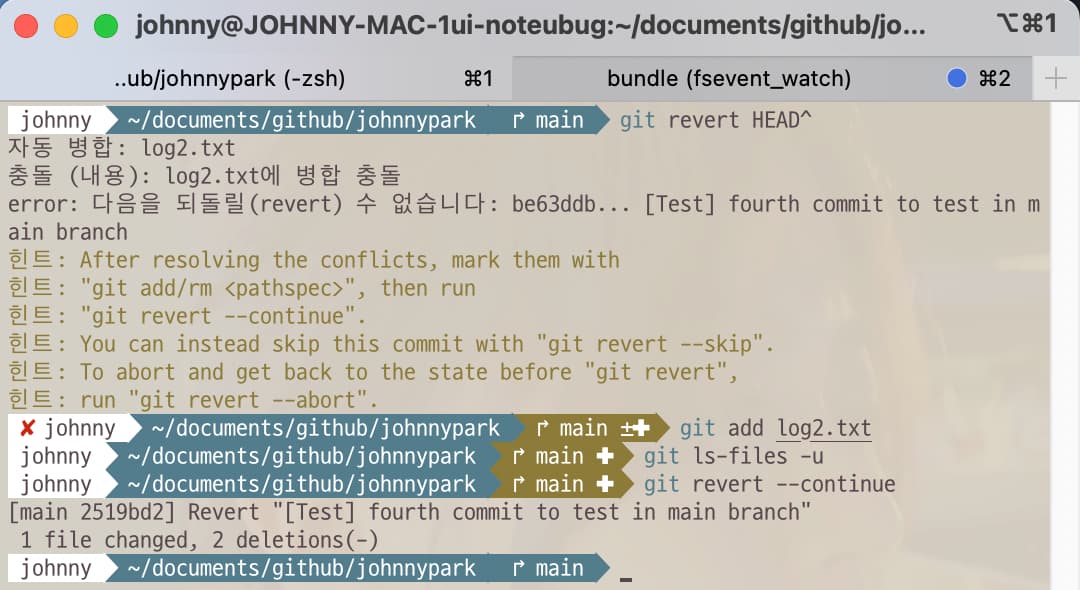 johnny@JOHNNY-MAC-1ui-noteubug:~/documents/github/jo... ⌥⌘1
..ub/johnnypark (-zsh) ⌘1 bundle (fsevent_watch) ⌘2 +
johnny ~/documents/github/johnnypark main git revert HEAD^
자동 병합: log2.txt
충돌 (내용): log2.txt에 병합 충돌
error: 다음을 되돌릴(revert) 수 없습니다: be63ddb... [Test] fourth commit to test in m
ain branch
힌트: After resolving the conflicts, mark them with
힌트: "git add/rm <pathspec>", then run
힌트: "git revert --continue".
힌트: You can instead skip this commit with "git revert --skip".
힌트: To abort and get back to the state before "git revert",
힌트: run "git revert --abort".
✘ johnny ~/documents/github/johnnypark main ±✚ git add log2.txt
johnny ~/documents/github/johnnypark main ✚ git ls-files -u
johnny ~/documents/github/johnnypark main ✚ git revert --continue
[main 2519bd2] Revert "[Test] fourth commit to test in main branch"
1 file changed, 2 deletions(-)
johnny ~/documents/github/johnnypark main